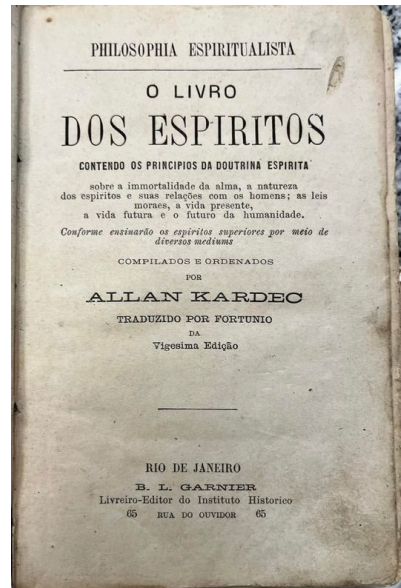 PHILOSOPHIA ESPIRITUALISTA
O LIVRO
DOS ESPIRITOS
CONTENDO OS PRINCIPIOS DA DOUTRINA ESPIRITA
sobre a immortalidade da alma, a natureza
dos espiritos e suas relações com os homens; as leis
moraes, a vida presente,
a vida futura e o futuro da humanidade.
Conforme ensinarão os espiritos superiores por meio de
diversos mediums
COMPILADOS E ORDENADOS
POR
ALLAN KARDEC
TRADUZIDO POR FORTUNIO
DA
Vigesima Edição
RIO DE JANEIRO
B. L. GARNIER
Livreiro-Editor do Instituto Historico
65 RUA DO OUVIDOR 65